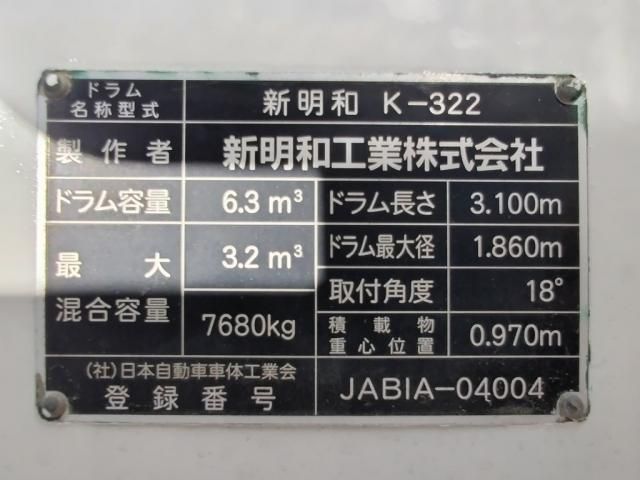 ドラム
名称型式
新明和 K-322
製作者
新明和工業株式会社
ドラム容量
6.3 m³
ドラム長さ
3.100m
最大
混合容量
3.2 m³
7680kg
ドラム最大径
1.860m
取付角度
18°
積載物
重心位置
0.970m
(社)日本自動車車体工業会
登録番号
JABIA-04004